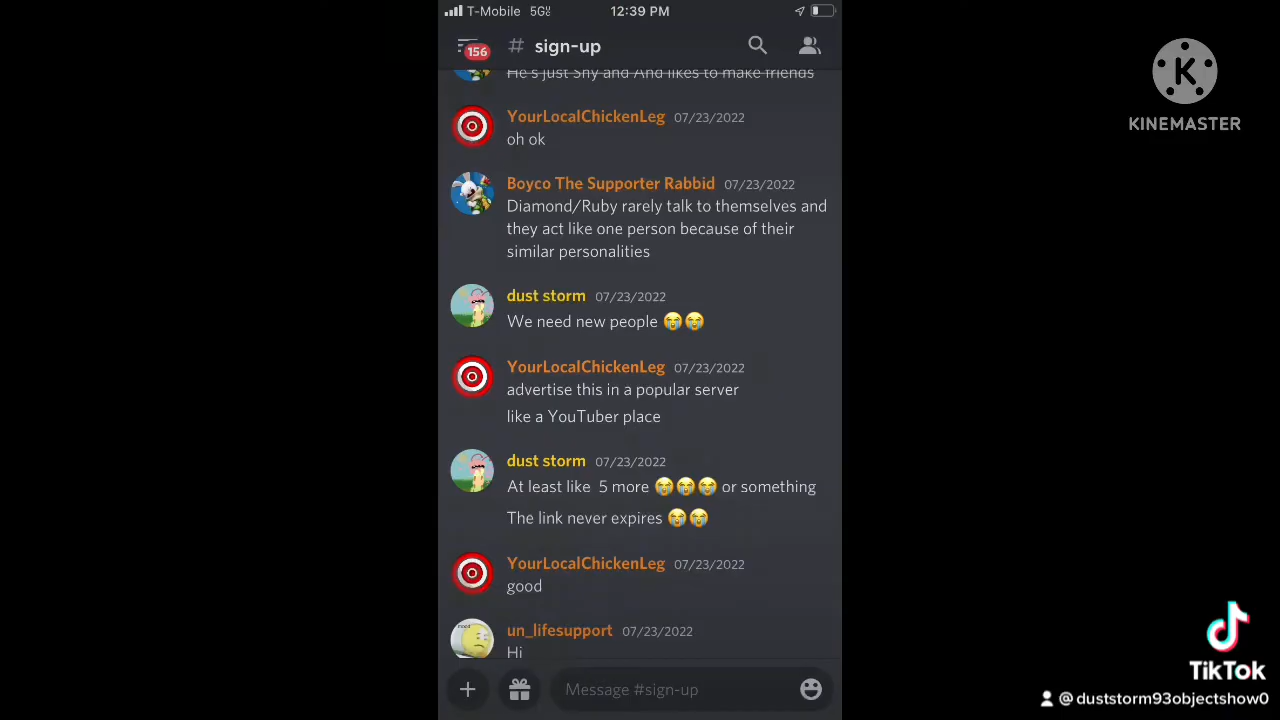 T-Mobile 5G 12:39 PM
156 # sign-up
He's just Shy and And likes to make friends
YourLocalChickenLeg 07/23/2022
oh ok
Boyco The Supporter Rabbid 07/23/2022
Diamond/Ruby rarely talk to themselves and
they act like one person because of their
similar personalities
dust storm 07/23/2022
We need new people 😭😭
YourLocalChickenLeg 07/23/2022
advertise this in a popular server
like a YouTuber place
dust storm 07/23/2022
At least like 5 more 😭😭😭 or something
The link never expires 😭😭
YourLocalChickenLeg 07/23/2022
good
un_lifesupport 07/23/2022
Hi
Message #sign-up
K
KINEMASTER
TikTok
@duststorm93objectshow0